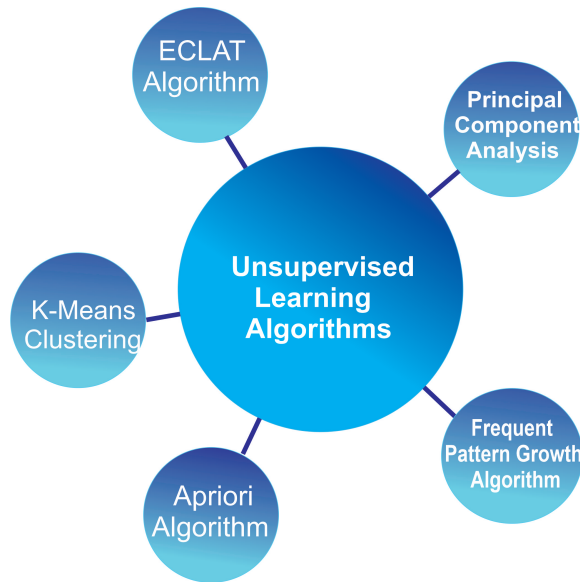 ECLAT
Algorithm
Principal
Component
Analysis
Unsupervised
Learning
Algorithms
K-Means
Clustering
Frequent
Pattern Growth
Algorithm
Apriori
Algorithm